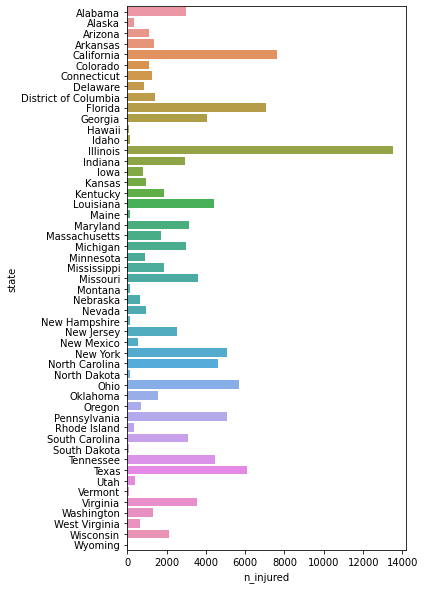 Alabama
Alaska
Arizona
Arkansas
California
Colorado
Connecticut
Delaware
District of Columbia
Florida
Georgia
Hawaii
Idaho
Illinois
Indiana
Iowa
Kansas
Kentucky
Louisiana
Maine
Maryland
Massachusetts
Michigan
Minnesota
Mississippi
Missouri
Montana
Nebraska
Nevada
New Hampshire
New Jersey
New Mexico
New York
North Carolina
North Dakota
Ohio
Oklahoma
Oregon
Pennsylvania
Rhode Island
South Carolina
South Dakota
Tennessee
Texas
Utah
Vermont
Virginia
Washington
West Virginia
Wisconsin
Wyoming
state
0 2000 4000 6000 8000 10000 12000 14000
n_injured